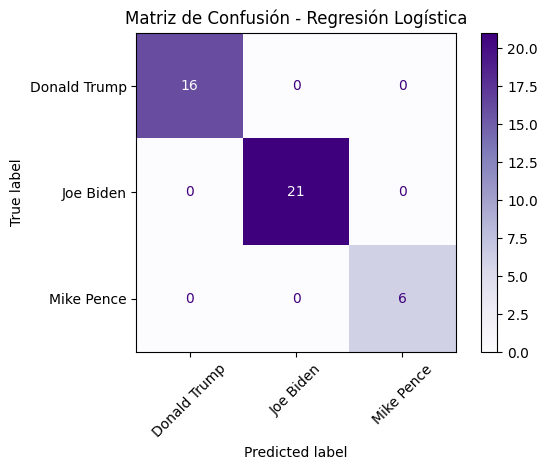 Matriz de Confusión - Regresión Logística
Donald Trump 16 0 0
Joe Biden 0 21 0
Mike Pence 0 0 6
True label
Donald Trump Joe Biden Mike Pence
Predicted label
20.0
17.5
15.0
12.5
10.0
7.5
5.0
2.5
0.0